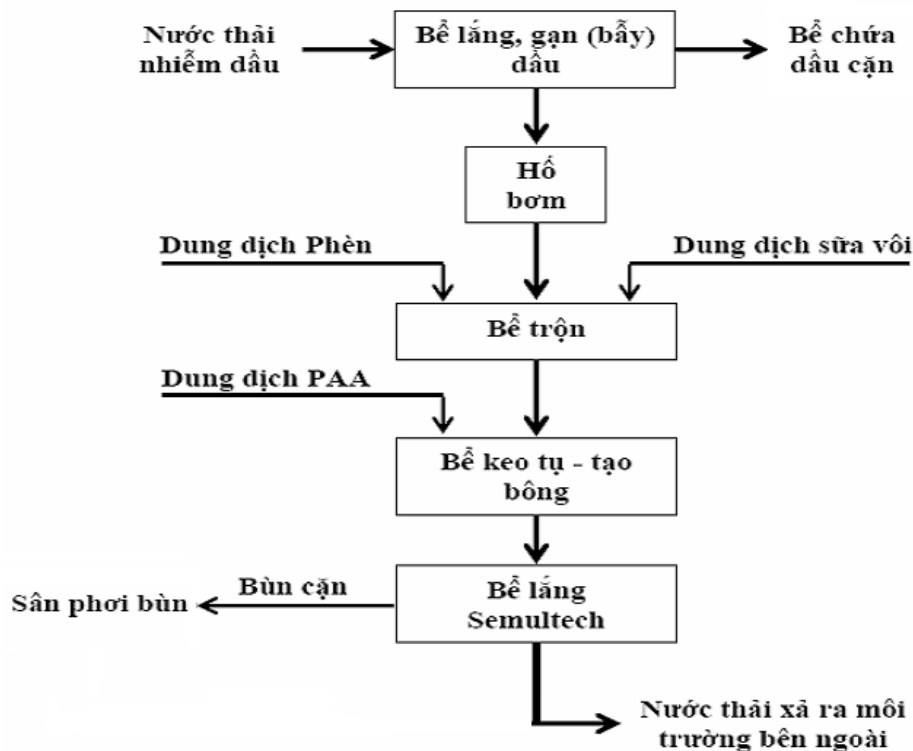 Nước thải
nhiễm dầu
Bể lắng, gạn (bẫy)
dầu
Bể chứa
dầu cặn
Hố
bơm
Dung dịch Phèn
Dung dịch sữa vôi
Bể trộn
Dung dịch PAA
Bể keo tụ - tạo
bông
Bể lắng
Semultech
Bùn cặn
Sân phơi bùn
Nước thải xả ra môi
trường bên ngoài